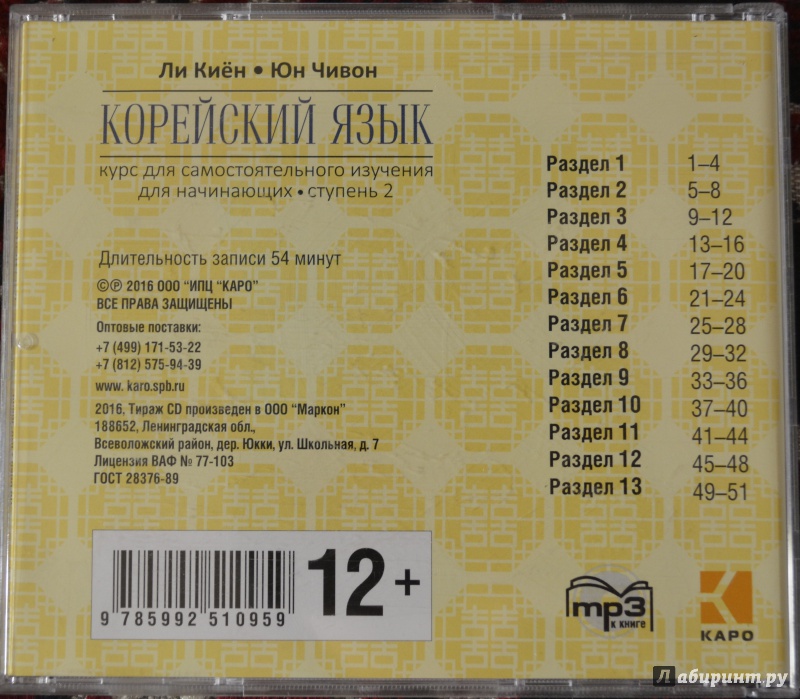 Ли Киён • Юн Чивон
КОРЕЙСКИЙ ЯЗЫК
курс для самостоятельного изучения
для начинающих • ступень 2
Длительность записи 54 минут
©℗ 2016 ООО "ИПЦ "КАРО"
ВСЕ ПРАВА ЗАЩИЩЕНЫ
Оптовые поставки:
+7 (499) 171-53-22
+7 (812) 575-94-39
www. karo.spb.ru
2016, Тираж CD произведен в ООО "Маркон"
188652, Ленинградская обл.,
Всеволожский район, дер. Юкки, ул. Школьная, д. 7
Лицензия ВАФ № 77-103
ГОСТ 28376-89
Раздел 1 1–4
Раздел 2 5–8
Раздел 3 9–12
Раздел 4 13–16
Раздел 5 17–20
Раздел 6 21–24
Раздел 7 25–28
Раздел 8 29–32
Раздел 9 33–36
Раздел 10 37–40
Раздел 11 41–44
Раздел 12 45–48
Раздел 13 49–51
9 785992 510959
12+
mp3
к книге
КАРО
Лабиринт.ру